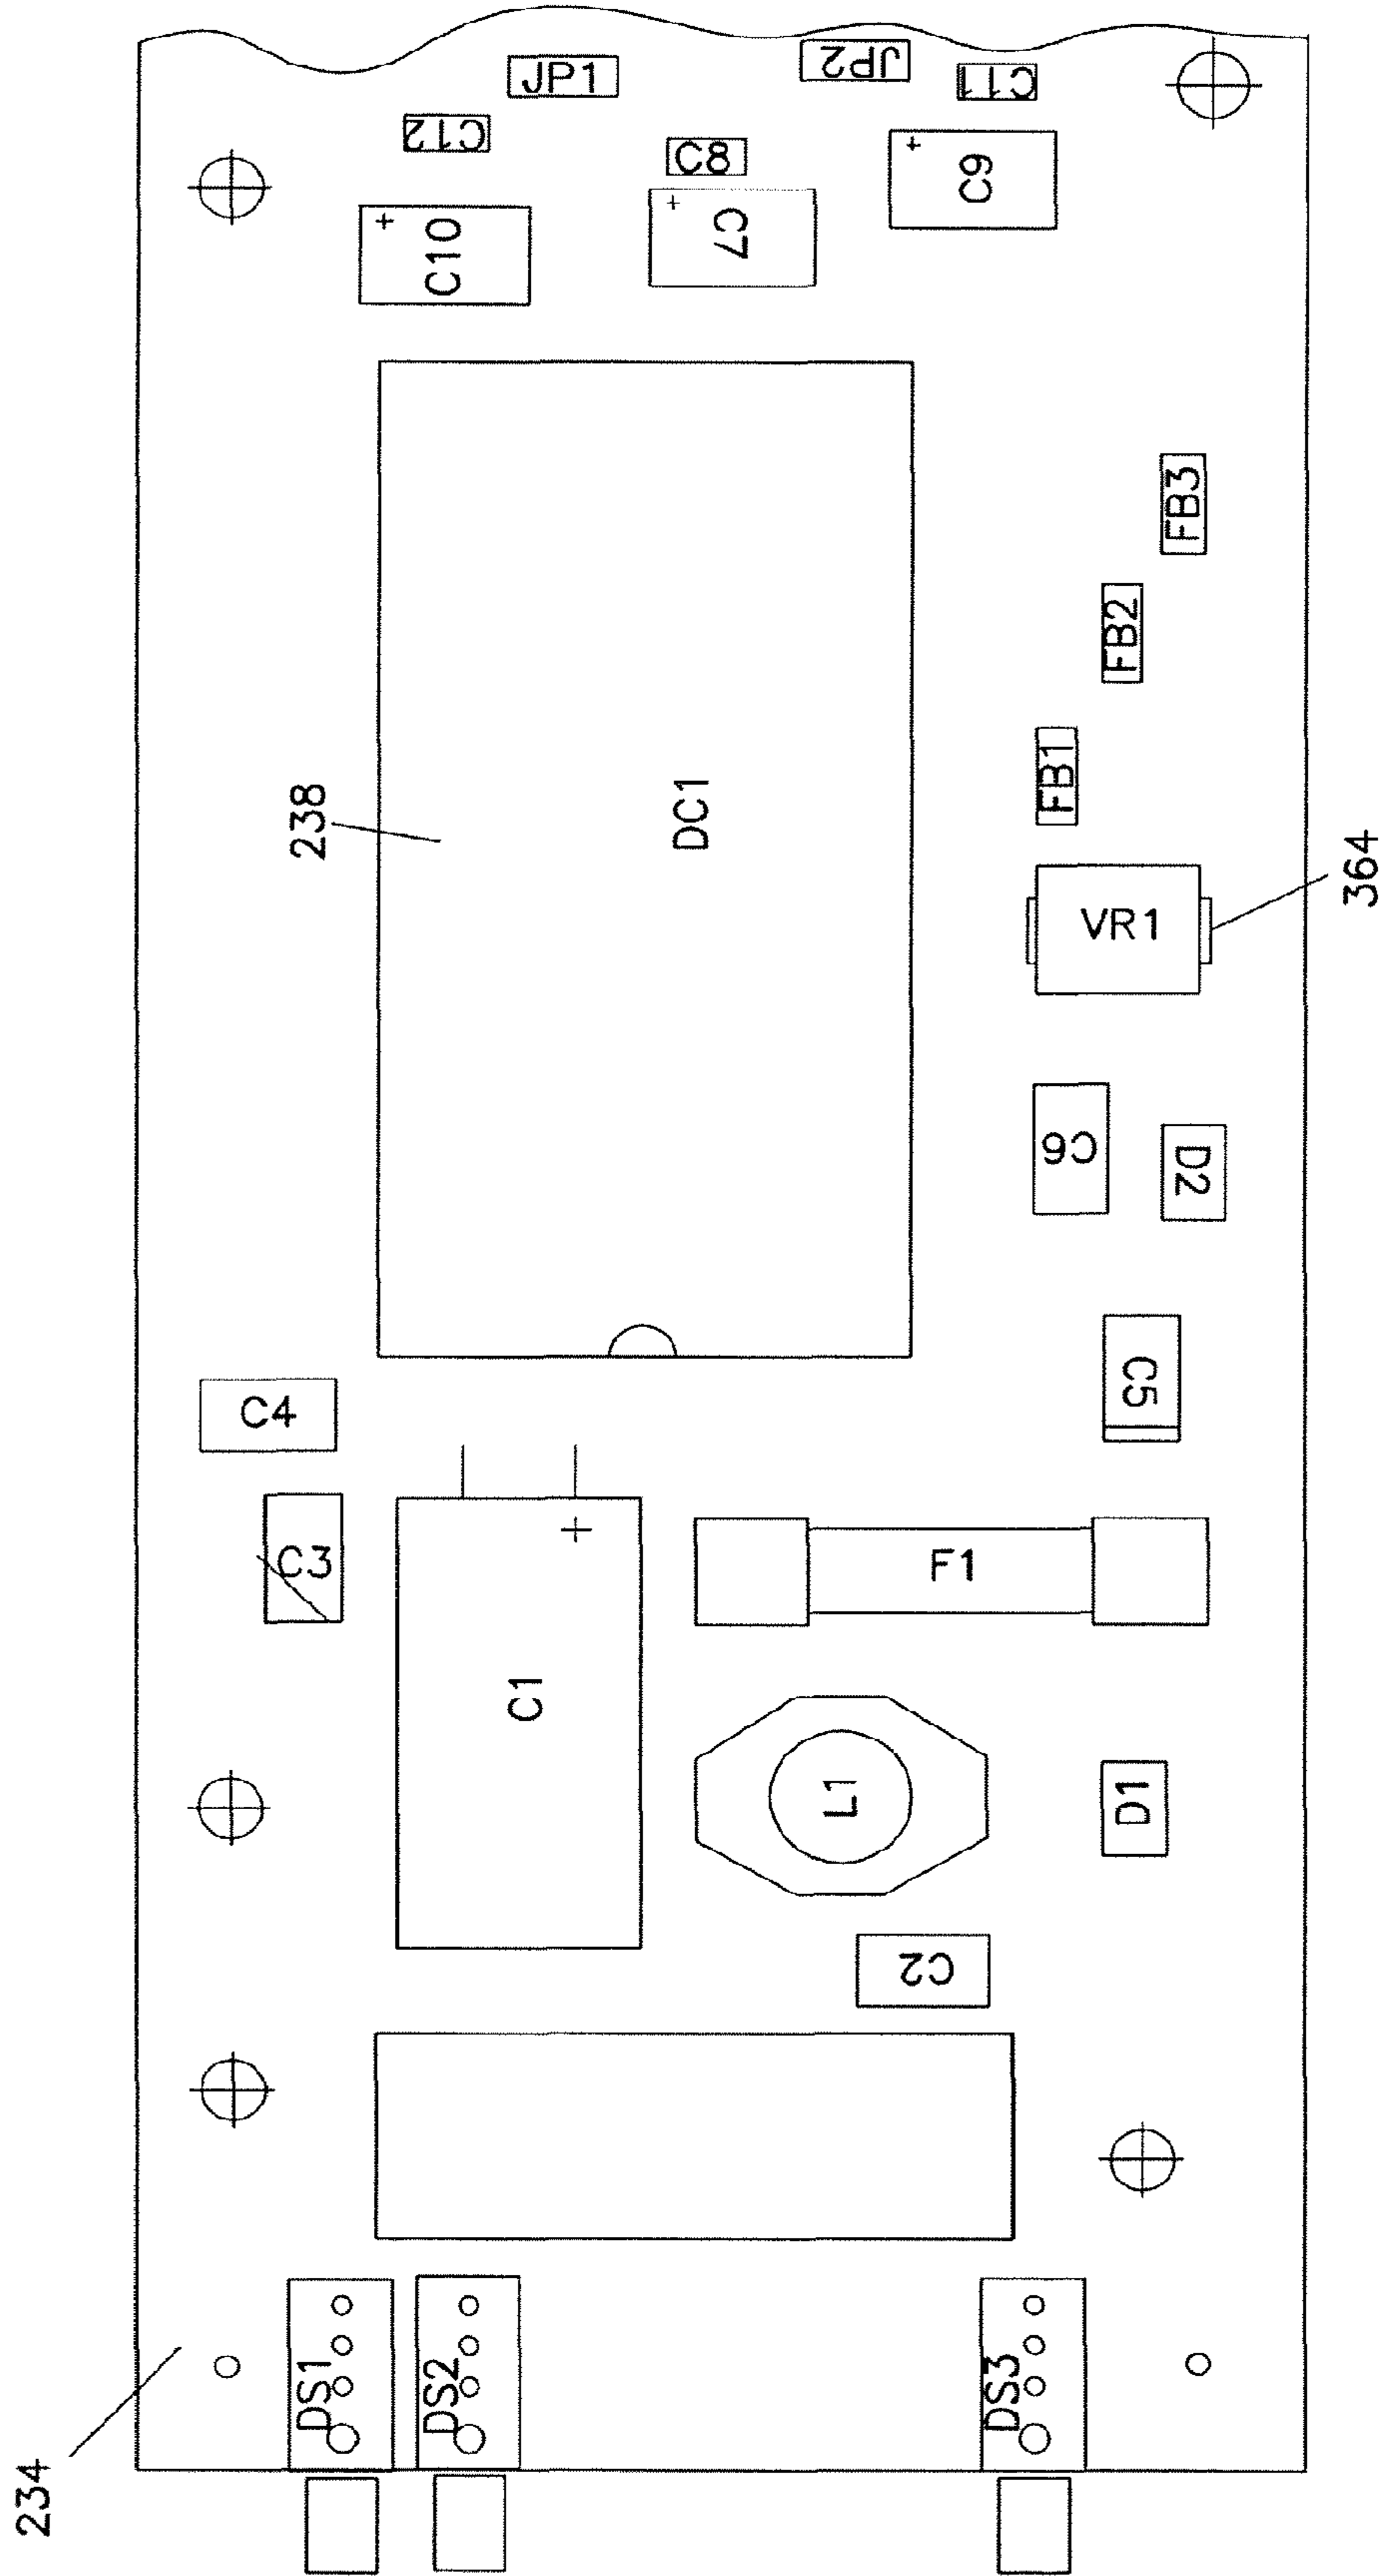 JP1
JP2
C11
C12
C8
C9
+
+
+
C10
C7
FB3
FB2
238
DC1
FB1
364
VR1
C6
D2
C5
C4
+
C3
F1
C1
L1
D1
C2
DS1
DS2
DS3
234